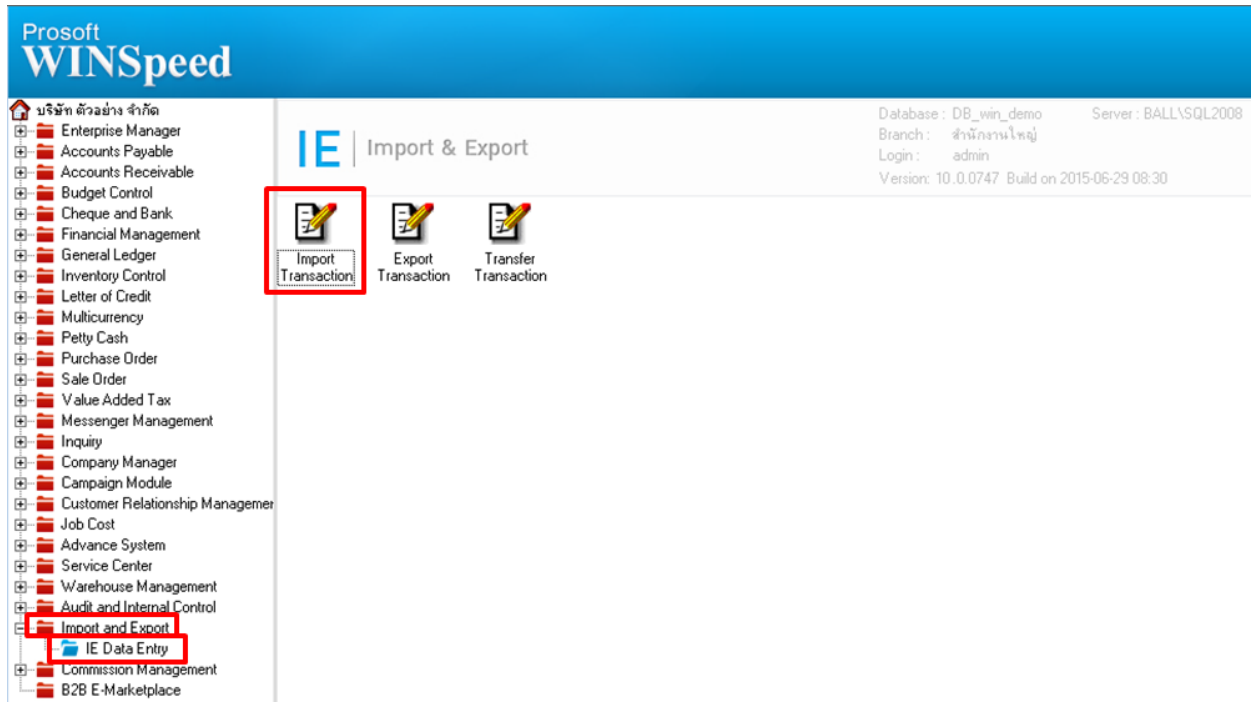 Prosoft
WINSpeed
บริษัท ตัวอย่าง จำกัด
Enterprise Manager
Accounts Payable
Accounts Receivable
Budget Control
Cheque and Bank
Financial Management
General Ledger
Inventory Control
Letter of Credit
Multicurrency
Petty Cash
Purchase Order
Sale Order
Value Added Tax
Messenger Management
Inquiry
Company Manager
Campaign Module
Customer Relationship Managemer
Job Cost
Advance System
Service Center
Warehouse Management
Audit and Internal Control
Import and Export
IE Data Entry
Commission Management
B2B E-Marketplace
IE Import & Export
Database : DB_win_demo Server : BALL\SQL2008
Branch : สำนักงานใหญ่
Login : admin
Version: 10 .0.0747 Build on 2015-06-29 08:30
Import
Transaction
Export
Transaction
Transfer
Transaction